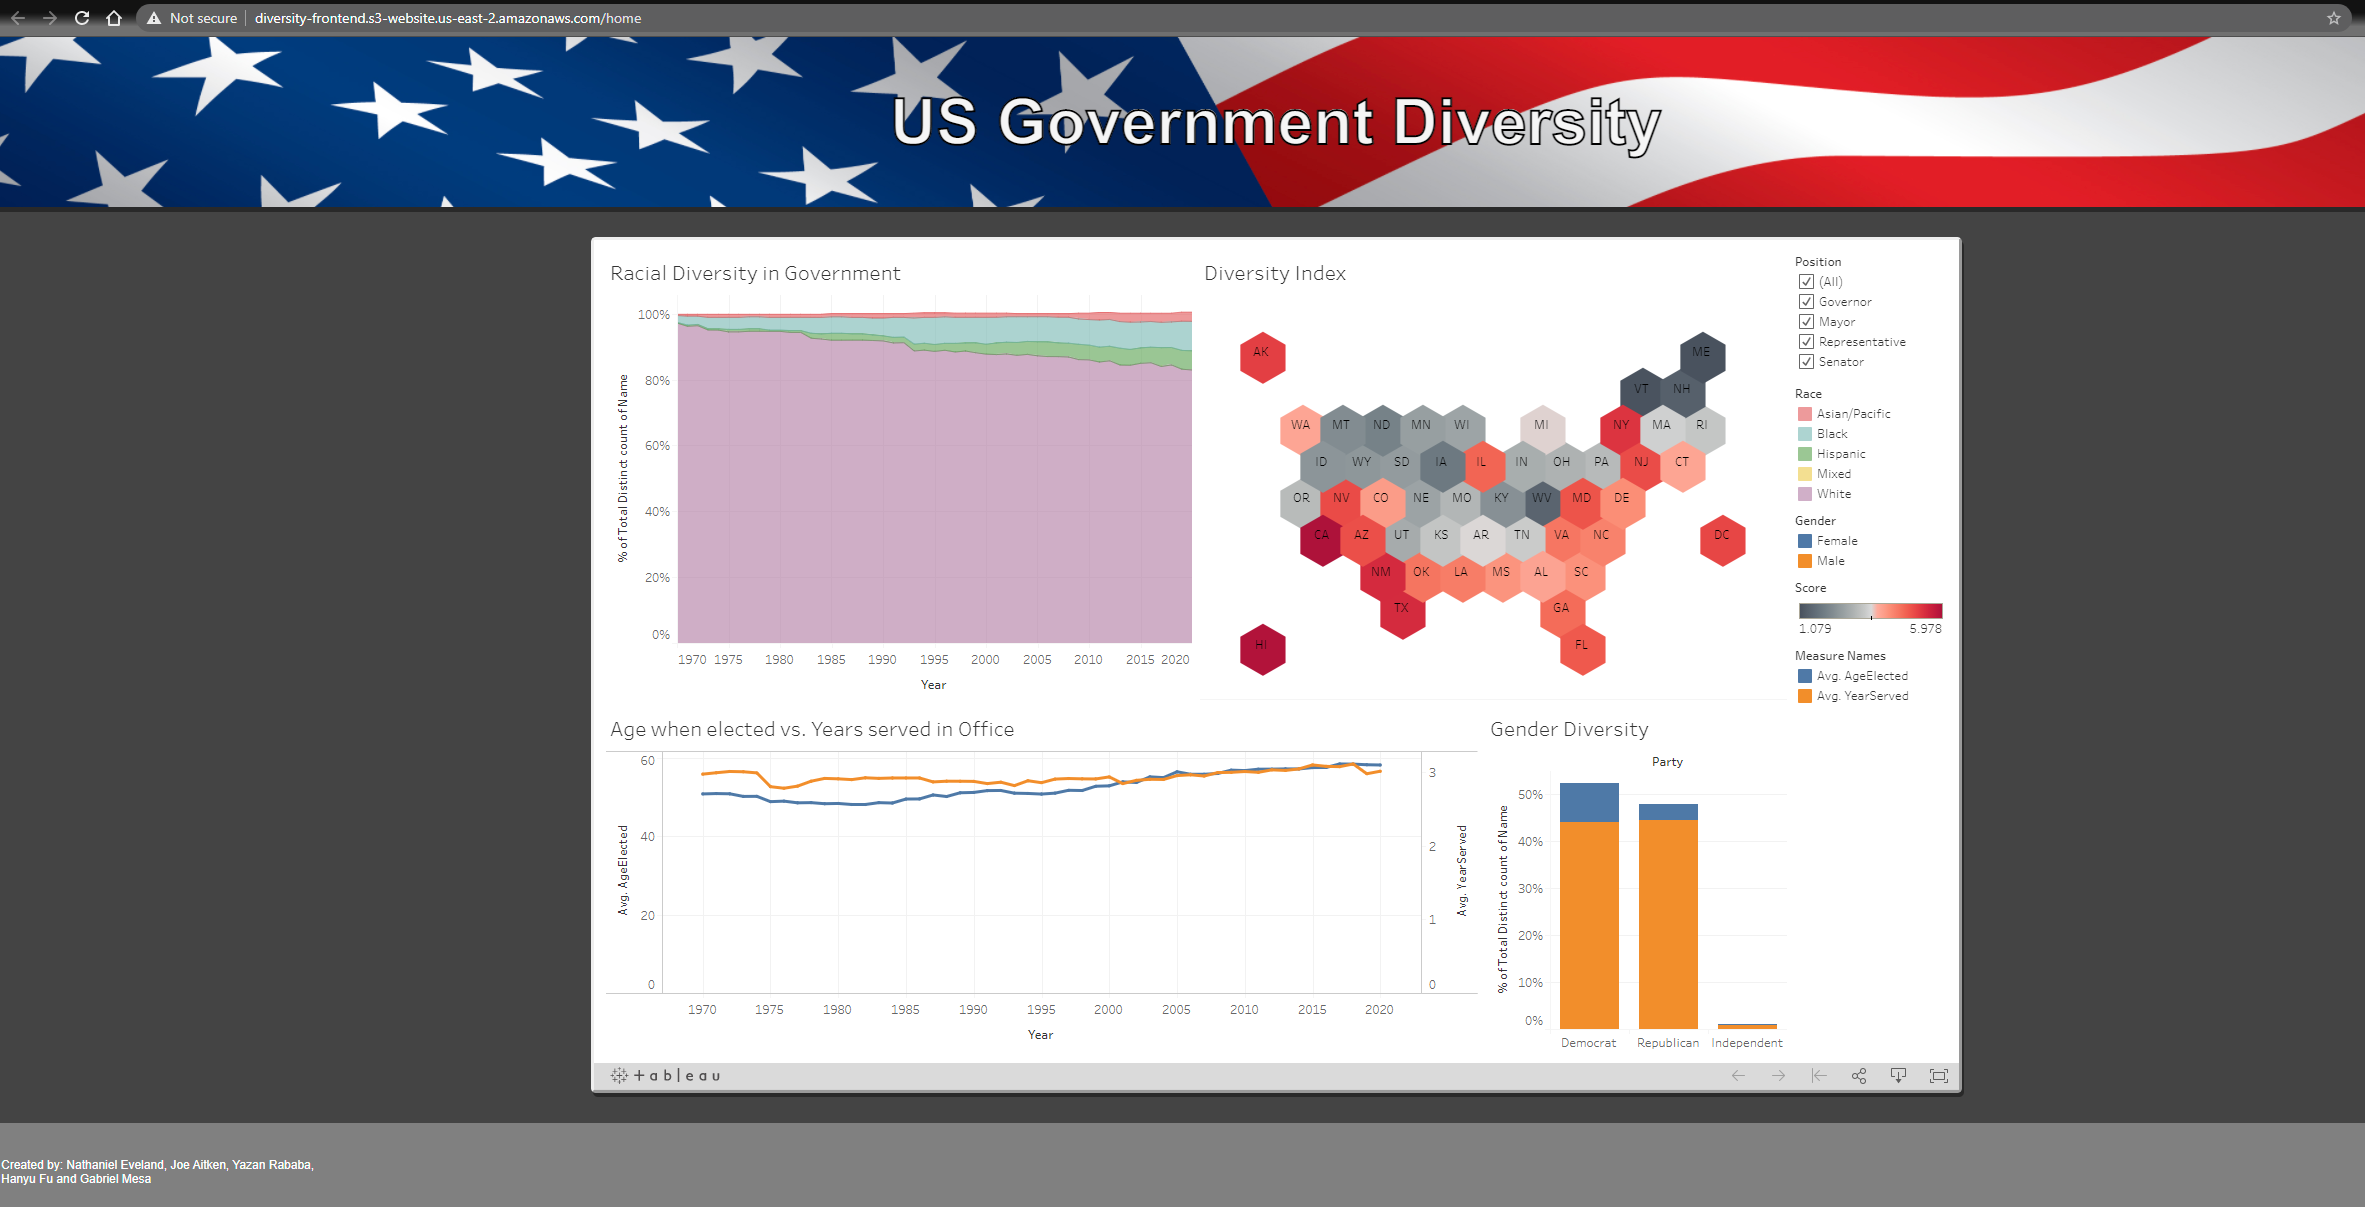 Not secure
diversity-frontend.s3-website.us-east-2.amazonaws.com/home
US Government Diversity
Racial Diversity in Government
% of Total Distinct count of Name
100%
80%
60%
40%
20%
0%
1970 1975 1980 1985 1990 1995 2000 2005 2010 2015 2020
Year
Diversity Index
AK
ME
VT NH
WA MT ND MN WI MI NY MA RI
ID WY SD IA IL IN OH PA NJ CT
OR NV CO NE MO KY WV MD DE
CA AZ UT KS AR TN VA NC DC
NM OK LA MS AL SC
TX GA
HI FL
Position
(All)
Governor
Mayor
Representative
Senator
Race
Asian/Pacific
Black
Hispanic
Mixed
White
Gender
Female
Male
Score
1.079 5.978
Measure Names
Avg. AgeElected
Avg. YearServed
Age when elected vs. Years served in Office
Avg. AgeElected
60
40
20
0
3
2
1
0
Avg. YearServed
1970 1975 1980 1985 1990 1995 2000 2005 2010 2015 2020
Year
Gender Diversity
Party
% of Total Distinct count of Name
50%
40%
30%
20%
10%
0%
Democrat Republican Independent
+ableau
Created by: Nathaniel Eveland, Joe Aitken, Yazan Rababa,
Hanyu Fu and Gabriel Mesa